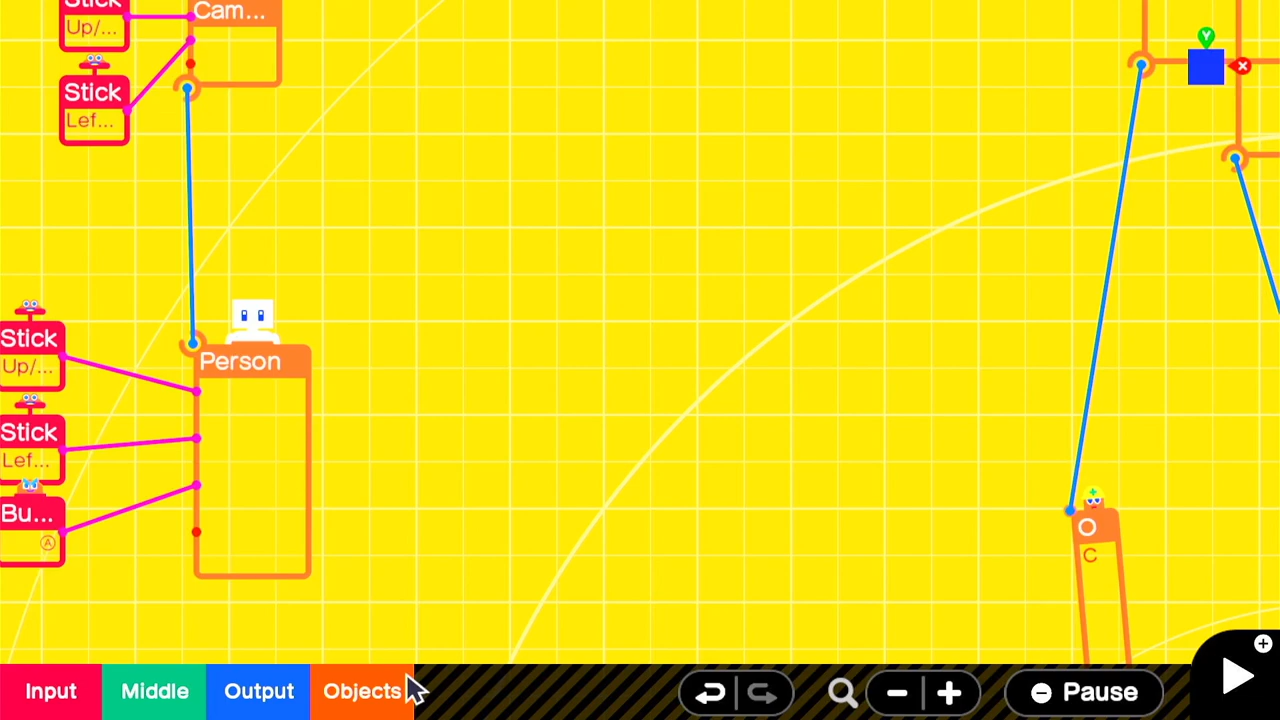 Stick
Up/...
Cam...
Y
Stick
Lef...
Stick
Up/...
Person
Stick
Lef...
Bu...
A
O
C
Input
Middle
Output
Objects
Pause